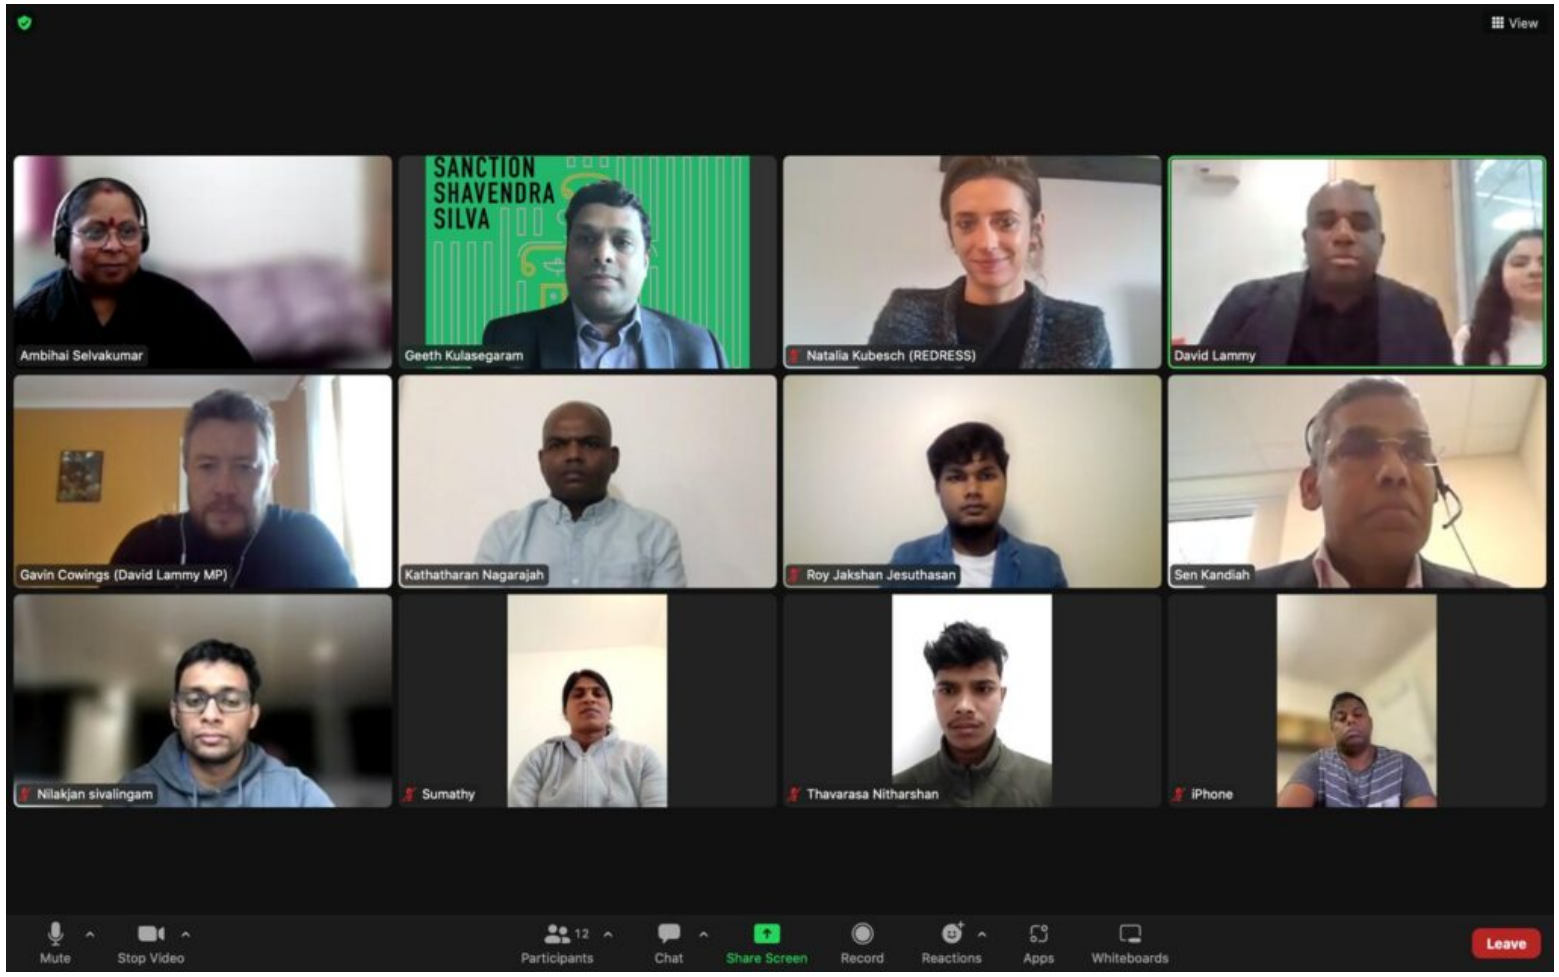 View
SANCTION
SHAVENDRA
SILVA
Ambihai Selvakumar
Geeth Kulasegaram
Natalia Kubesch (REDRESS)
David Lammy
Gavin Cowings (David Lammy MP)
Kathatharan Nagarajah
Roy Jakshan Jesuthasan
Sen Kandiah
Nilakjan sivalingam
Sumathy
Thavarasa Nitharshan
iPhone
Mute
Stop Video
12
Participants
Chat
Share Screen
Record
Reactions
Apps
Whiteboards
Leave